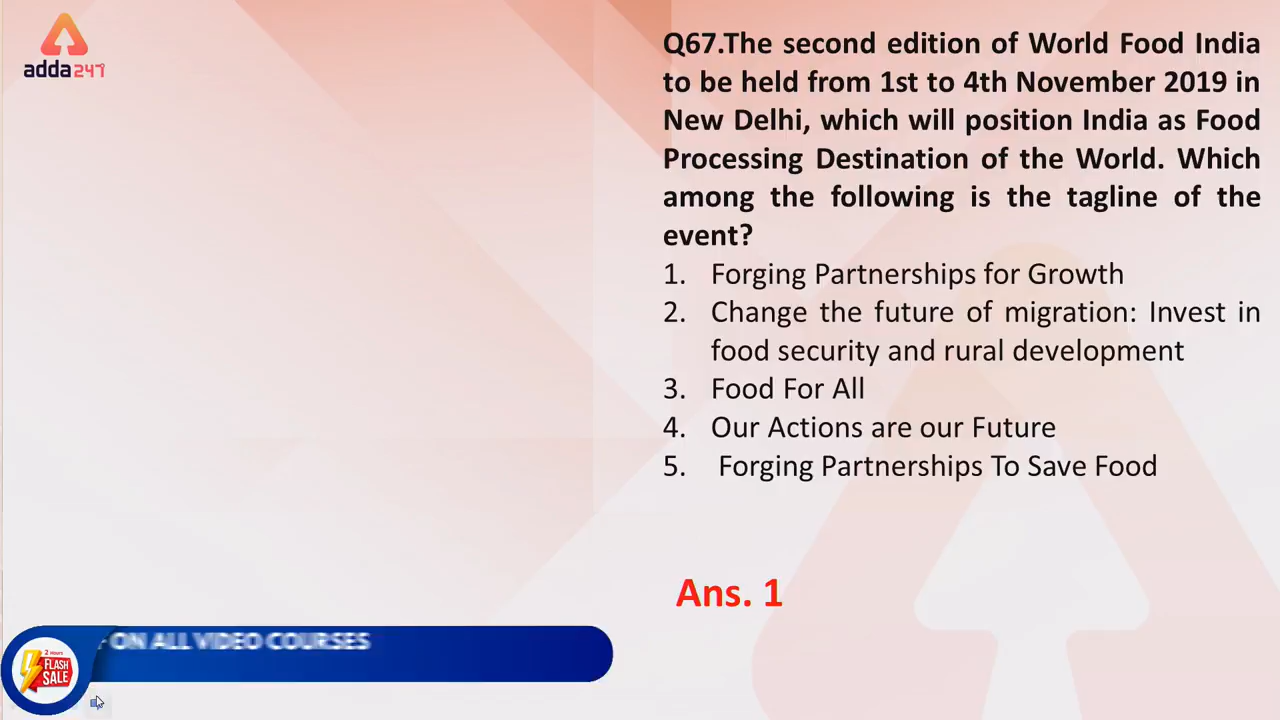 adda247
Q67.The second edition of World Food India
to be held from 1st to 4th November 2019 in
New Delhi, which will position India as Food
Processing Destination of the World. Which
among the following is the tagline of the
event?
1. Forging Partnerships for Growth
2. Change the future of migration: Invest in
food security and rural development
3. Food For All
4. Our Actions are our Future
5. Forging Partnerships To Save Food
Ans. 1
ON ALL VIDEO COURSES
2 Hours
FLASH
SALE